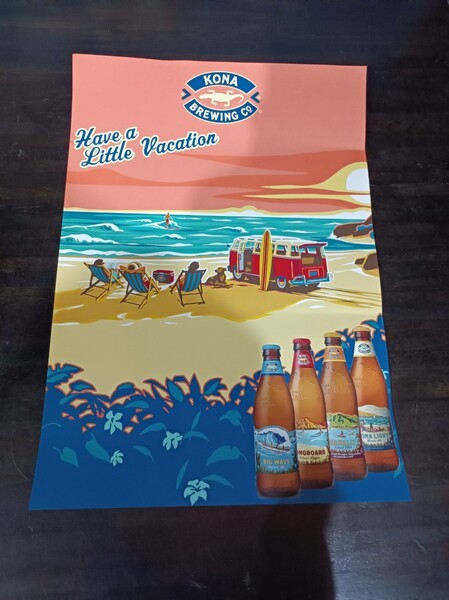 KONA
BREWING CO
Have a
Little Vacation
BIG WAVE
LONGBOARD
KONA LIGHT